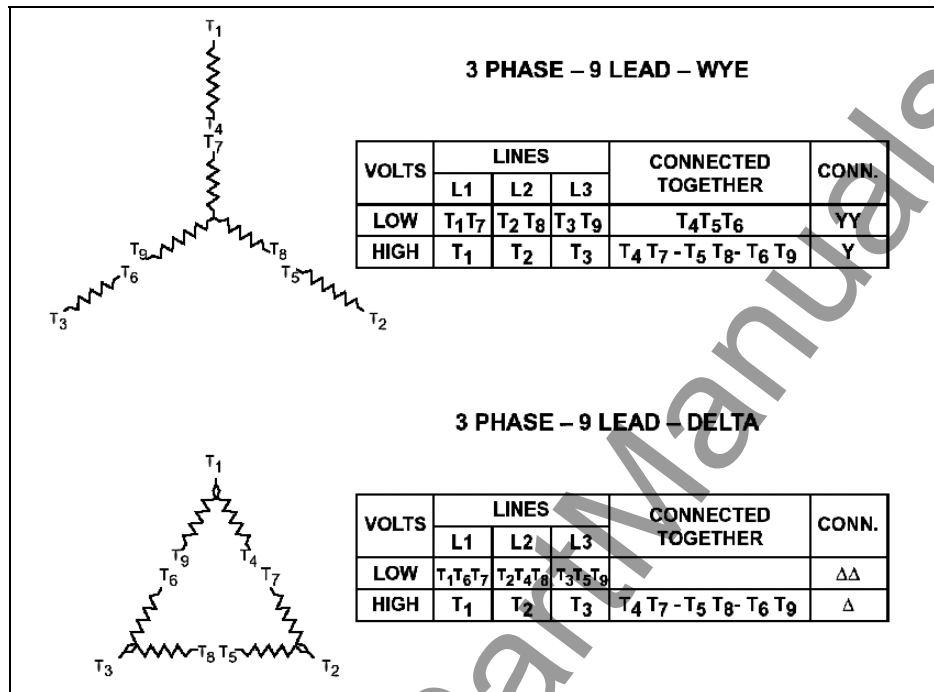 T1
T4
T7
T9
T8
T6
T5
T3
T2
3 PHASE – 9 LEAD – WYE
VOLTS LINES CONNECTED TOGETHER CONN.
L1 L2 L3
LOW T1T7 T2 T8 T3 T9 T4T5T6 YY
HIGH T1 T2 T3 T4 T7 - T5 T8- T6 T9 Y
3 PHASE – 9 LEAD – DELTA
T1
T9
T4
T6
T7
T3
T8
T5
T2
VOLTS LINES CONNECTED TOGETHER CONN.
L1 L2 L3
LOW T1T6T7 T2T4T8 T3T5T9 ΔΔ
HIGH T1 T2 T3 T4 T7 - T5 T8- T6 T9 Δ
PartManuals